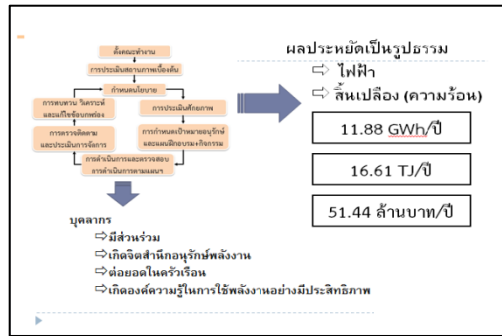 ตั้งคณะทำงาน
การประเมินสถานภาพเบื้องต้น
กำหนดนโยบาย
การประเมินศักยภาพ
การกำหนดเป้าหมายอนุรักษ์
และแผนฝึกอบรม+กิจกรรม
การดำเนินการและตรวจสอบ
การดำเนินการตามแผนฯ
การตรวจติดตาม
และประเมินการจัดการ
การทบทวน วิเคราะห์
และแก้ไขข้อบกพร่อง
ผลประหยัดเป็นรูปธรรม
⇨ ไฟฟ้า
⇨ สิ้นเปลือง (ความร้อน)
11.88 GWh/ปี
16.61 TJ/ปี
51.44 ล้านบาท/ปี
บุคลากร
⇨มีส่วนร่วม
⇨เกิดจิตสำนึกอนุรักษ์พลังงาน
⇨ต่อยอดในครัวเรือน
⇨เกิดองค์ความรู้ในการใช้พลังงานอย่างมีประสิทธิภาพ